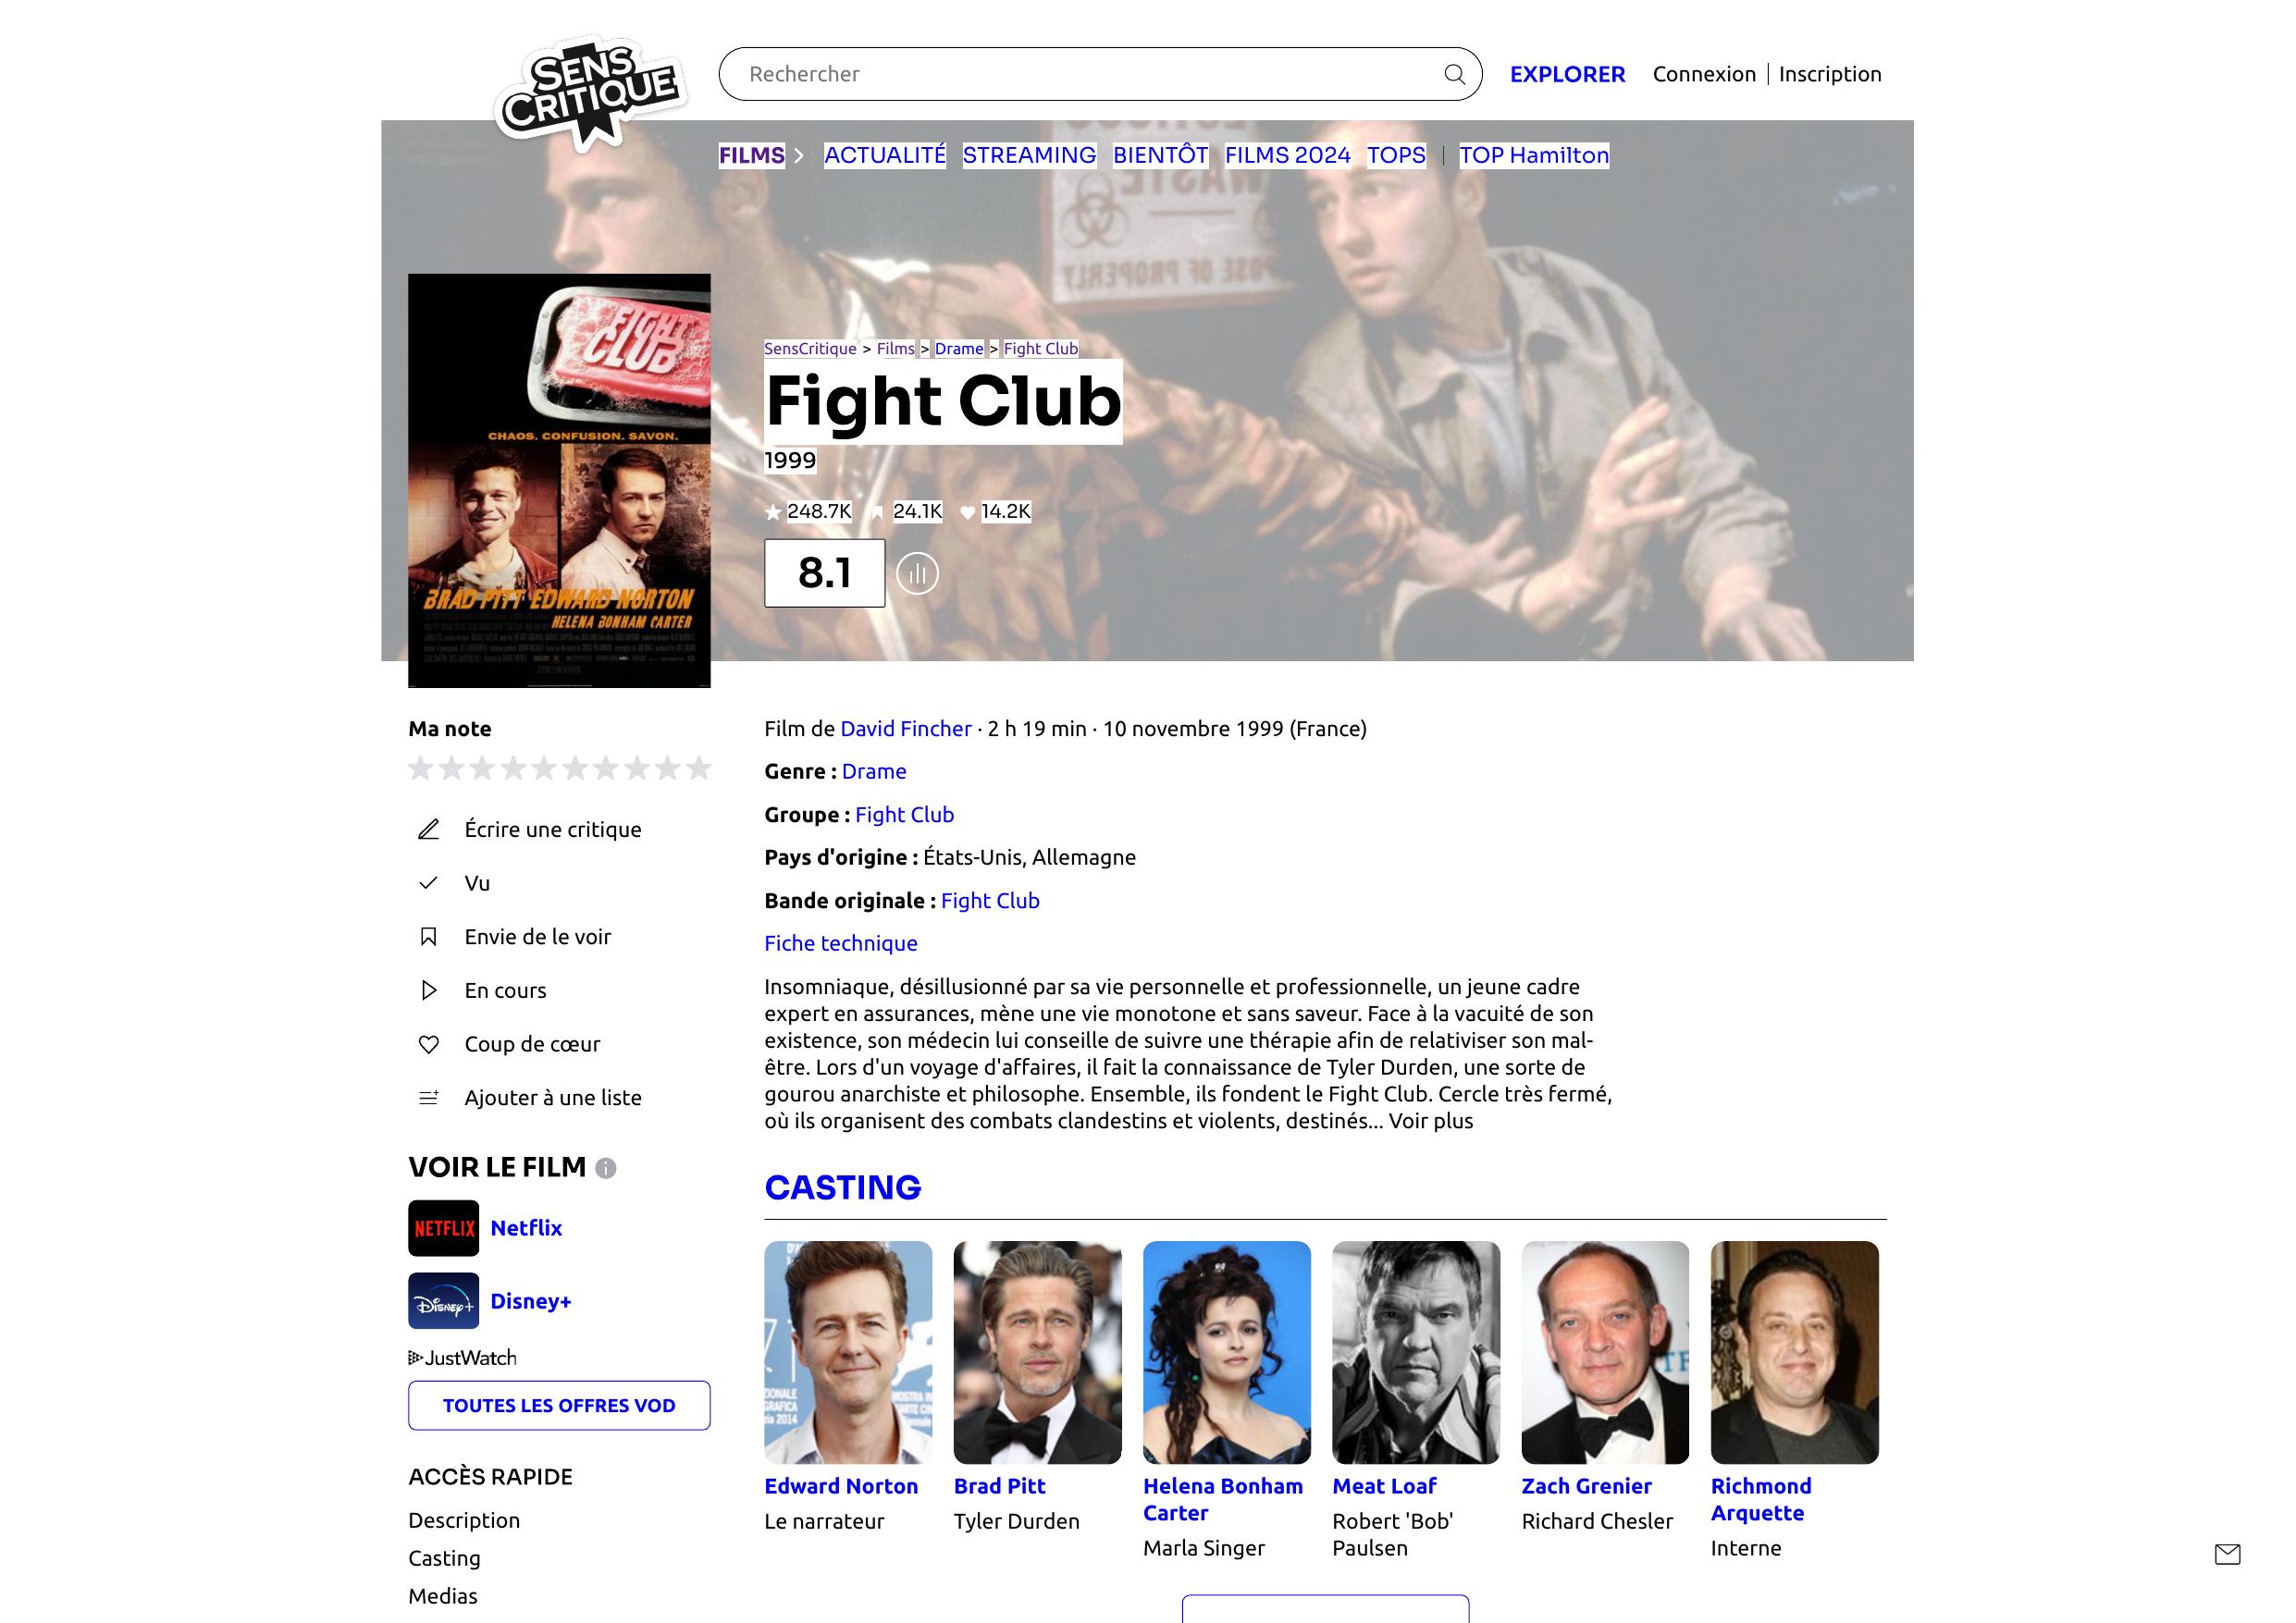 SENS CRITIQUE
Rechercher
EXPLORER
Connexion
Inscription
FILMS
ACTUALITÉ
STREAMING
BIENTÔT
FILMS 2024
TOPS
TOP Hamilton
WASTE
POSE OF PROPERLY
FIGHT
CLUB
CHAOS. CONFUSION. SAVON.
BRAD PITT EDWARD NORTON
HELENA BONHAM CARTER
SensCritique > Films > Drame > Fight Club
Fight Club
1999
248.7K
24.1K
14.2K
8.1
Ma note
Écrire une critique
Vu
Envie de le voir
En cours
Coup de cœur
Ajouter à une liste
VOIR LE FILM
NETFLIX
Netflix
Disney+
Disney+
JustWatch
TOUTES LES OFFRES VOD
ACCÈS RAPIDE
Description
Casting
Medias
Film de David Fincher · 2 h 19 min · 10 novembre 1999 (France)
Genre : Drame
Groupe : Fight Club
Pays d'origine : États-Unis, Allemagne
Bande originale : Fight Club
Fiche technique
Insomniaque, désillusionné par sa vie personnelle et professionnelle, un jeune cadre
expert en assurances, mène une vie monotone et sans saveur. Face à la vacuité de son
existence, son médecin lui conseille de suivre une thérapie afin de relativiser son mal-
être. Lors d'un voyage d'affaires, il fait la connaissance de Tyler Durden, une sorte de
gourou anarchiste et philosophe. Ensemble, ils fondent le Fight Club. Cercle très fermé,
où ils organisent des combats clandestins et violents, destinés... Voir plus
CASTING
2014
Edward Norton
Le narrateur
Brad Pitt
Tyler Durden
Helena Bonham
Carter
Marla Singer
Meat Loaf
Robert 'Bob'
Paulsen
Zach Grenier
Richard Chesler
Richmond
Arquette
Interne